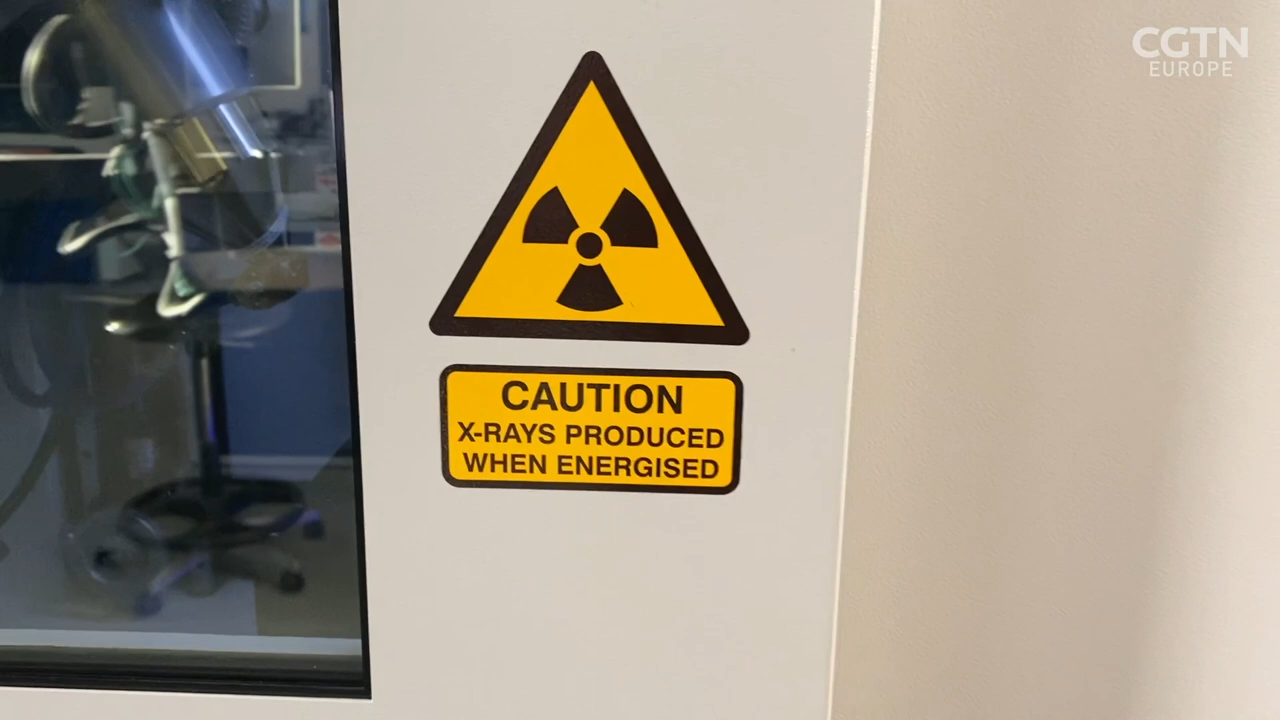 CGTN
EUROPE
CAUTION
X-RAYS PRODUCED
WHEN ENERGISED